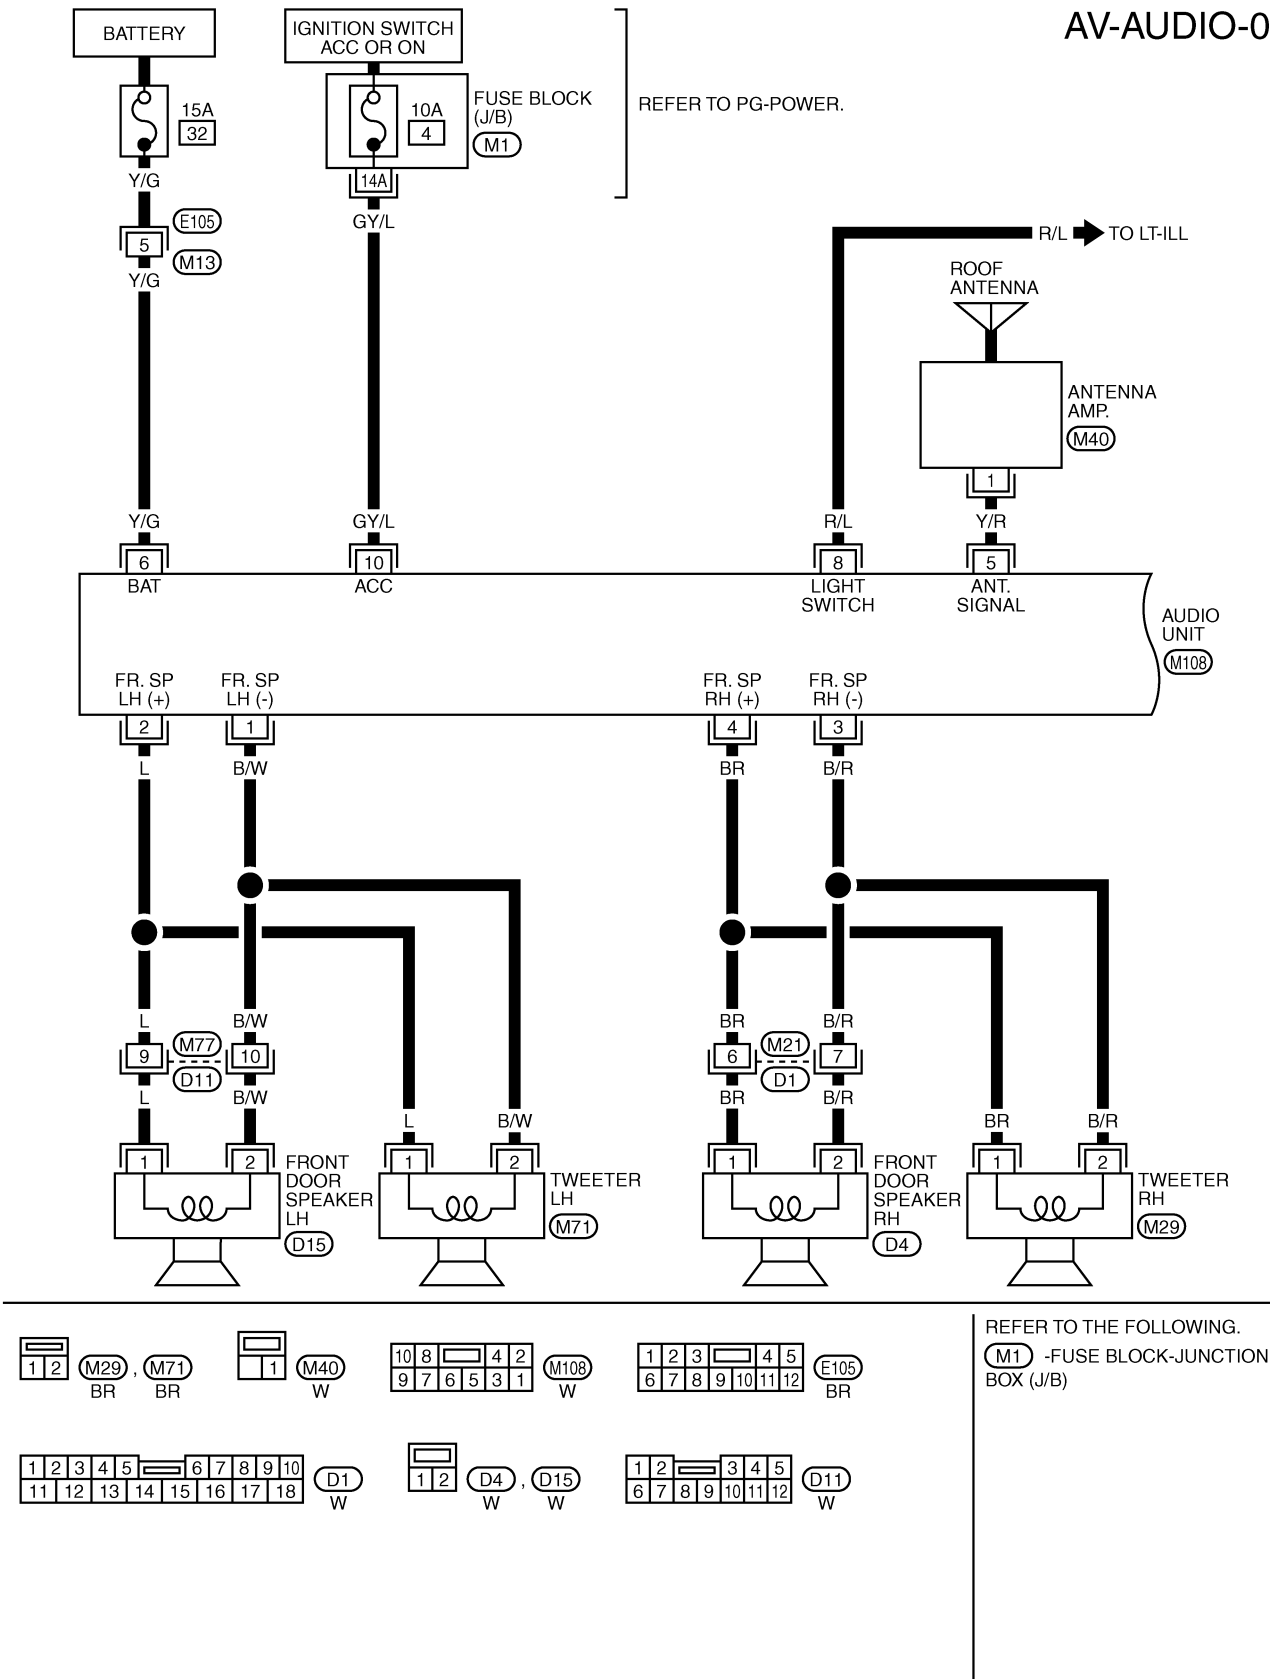 AV-AUDIO-0
BATTERY
IGNITION SWITCH
ACC OR ON
15A
32
10A
4
FUSE BLOCK
(J/B)
M1
REFER TO PG-POWER.
14A
Y/G
GY/L
E105
5
M13
Y/G
R/L
TO LT-ILL
ROOF
ANTENNA
ANTENNA
AMP.
M40
1
Y/G
GY/L
R/L
Y/R
6
10
8
5
BAT
ACC
LIGHT
SWITCH
ANT.
SIGNAL
AUDIO
UNIT
M108
FR. SP
LH (+)
FR. SP
LH (-)
FR. SP
RH (+)
FR. SP
RH (-)
2
1
4
3
L
B/W
BR
B/R
L
B/W
BR
B/R
9
M77
10
D11
6
M21
7
D1
L
B/W
BR
B/R
L
B/W
BR
B/R
1
2
FRONT
DOOR
SPEAKER
LH
D15
1
2
TWEETER
LH
M71
1
2
FRONT
DOOR
SPEAKER
RH
D4
1
2
TWEETER
RH
M29
1 2
M29 , M71
BR BR
1
M40
W
10 8 4 2
9 7 6 5 3 1
M108
W
1 2 3 4 5
6 7 8 9 10 11 12
E105
BR
REFER TO THE FOLLOWING.
M1 -FUSE BLOCK-JUNCTION
BOX (J/B)
1 2 3 4 5 6 7 8 9 10
11 12 13 14 15 16 17 18
D1
W
1 2
D4 , D15
W W
1 2 3 4 5
6 7 8 9 10 11 12
D11
W